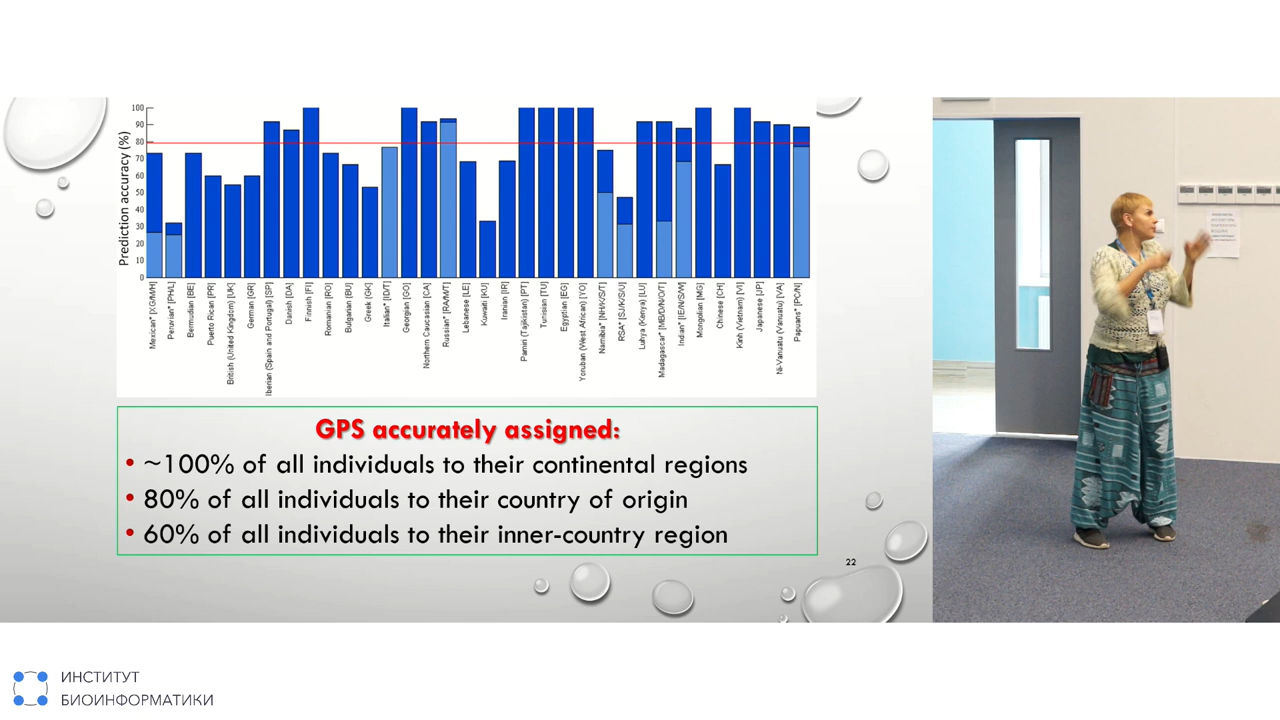 Prediction accuracy (%)
100
90
80
70
60
50
40
30
20
10
0
Mexican* [X/G/M/H]
Peruvian* [PH/L]
Bermudian [BE]
Puerto Rican [PR]
British (United Kingdom) [UK]
German [GR]
Iberian (Spain and Portugal) [SP]
Danish [DA]
Finnish [FI]
Romanian [RO]
Bulgarian [BU]
Greek [GK]
Italian* [ID/T]
Georgian [GO]
Northern Caucasian [CA]
Russian* [RA/M/T]
Lebanese [LE]
Kuwaiti [KU]
Iranian [IR]
Pamiri (Tajikistan) [PT]
Tunisian [TU]
Egyptian [EG]
Yoruban (West African) [YO]
Namibia* [NH/V/S/T]
RSA* [SJ/K/S/U]
Luhya (Kenya) [LU]
Madagascar* [MB/D/N/O/T]
Indian* [IE/N/S/W]
Mongolian [MG]
Chinese [CH]
Kinh (Vietnam) [VI]
Japanese [JP]
Ni-Vanuatu (Vanuatu) [VA]
Papuans* [PO/N]
GPS accurately assigned:
• ~100% of all individuals to their continental regions
• 80% of all individuals to their country of origin
• 60% of all individuals to their inner-country region
22
ИНСТИТУТ
БИОИНФОРМАТИКИ